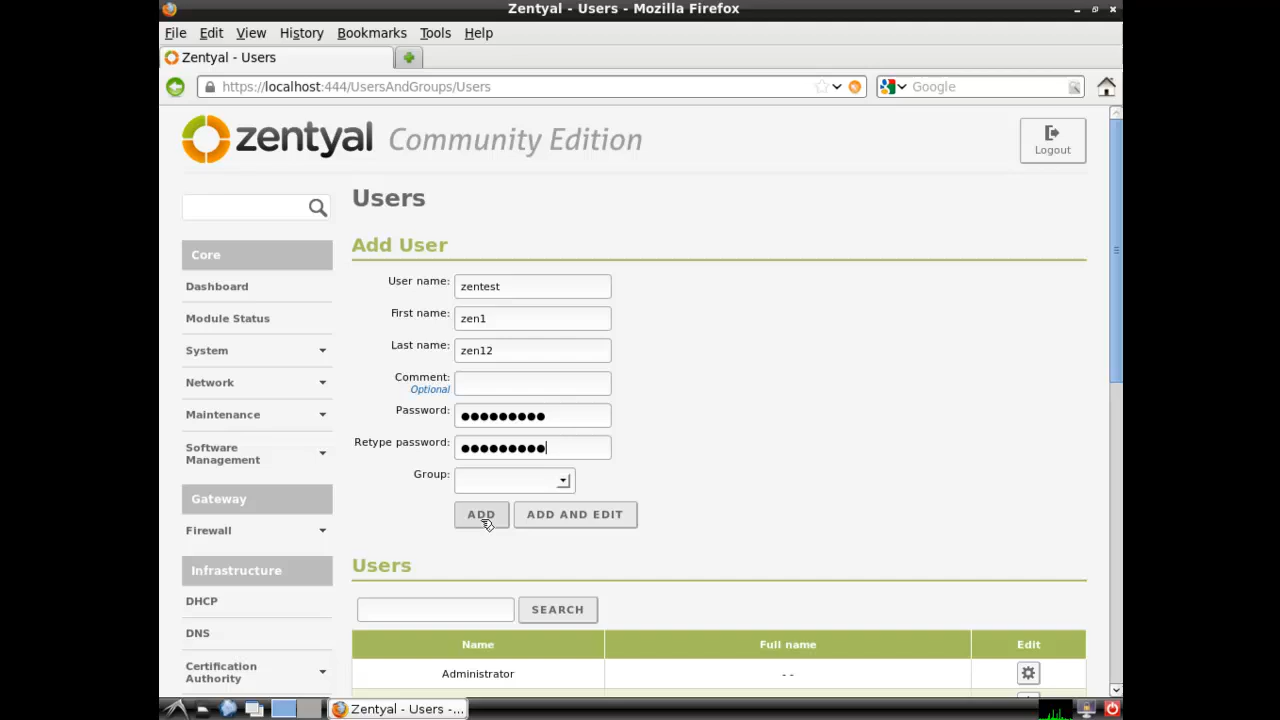 Zentyal - Users - Mozilla Firefox
File Edit View History Bookmarks Tools Help
Zentyal - Users
https://localhost:444/UsersAndGroups/Users
Google
zentyal Community Edition
Logout
Core
Dashboard
Module Status
System
Network
Maintenance
Software
Management
Gateway
Firewall
Infrastructure
DHCP
DNS
Certification
Authority
Users
Add User
User name: zentest
First name: zen1
Last name: zen12
Comment:
Optional
Password: ●●●●●●●●●
Retype password: ●●●●●●●●●
Group:
ADD ADD AND EDIT
Users
SEARCH
Name Full name Edit
Administrator - -
Zentyal - Users -...